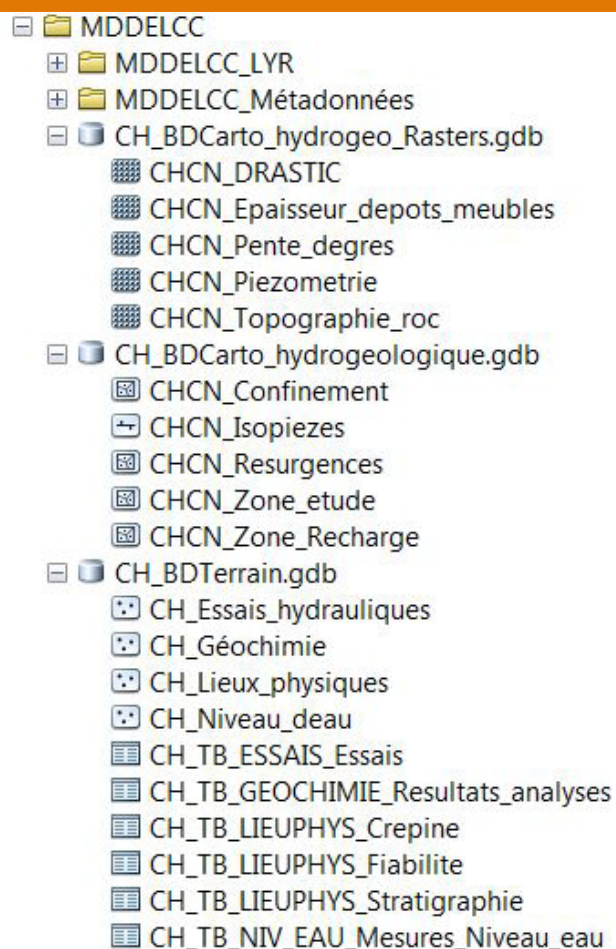 MDDELCC
MDDELCC_LYR
MDDELCC_Métadonnées
CH_BDCarto_hydrogeo_Rasters.gdb
CHCN_DRASTIC
CHCN_Epaisseur_depots_meubles
CHCN_Pente_degres
CHCN_Piezometrie
CHCN_Topographie_roc
CH_BDCarto_hydrogeologique.gdb
CHCN_Confinement
CHCN_Isopiezes
CHCN_Resurgences
CHCN_Zone_etude
CHCN_Zone_Recharge
CH_BDTerrain.gdb
CH_Essais_hydrauliques
CH_Géochimie
CH_Lieux_physiques
CH_Niveau_deau
CH_TB_ESSAIS_Essais
CH_TB_GEOCHIMIE_Resultats_analyses
CH_TB_LIEUPHYS_Crepine
CH_TB_LIEUPHYS_Fiabilite
CH_TB_LIEUPHYS_Stratigraphie
CH_TB_NIV_EAU_Mesures_Niveau_eau